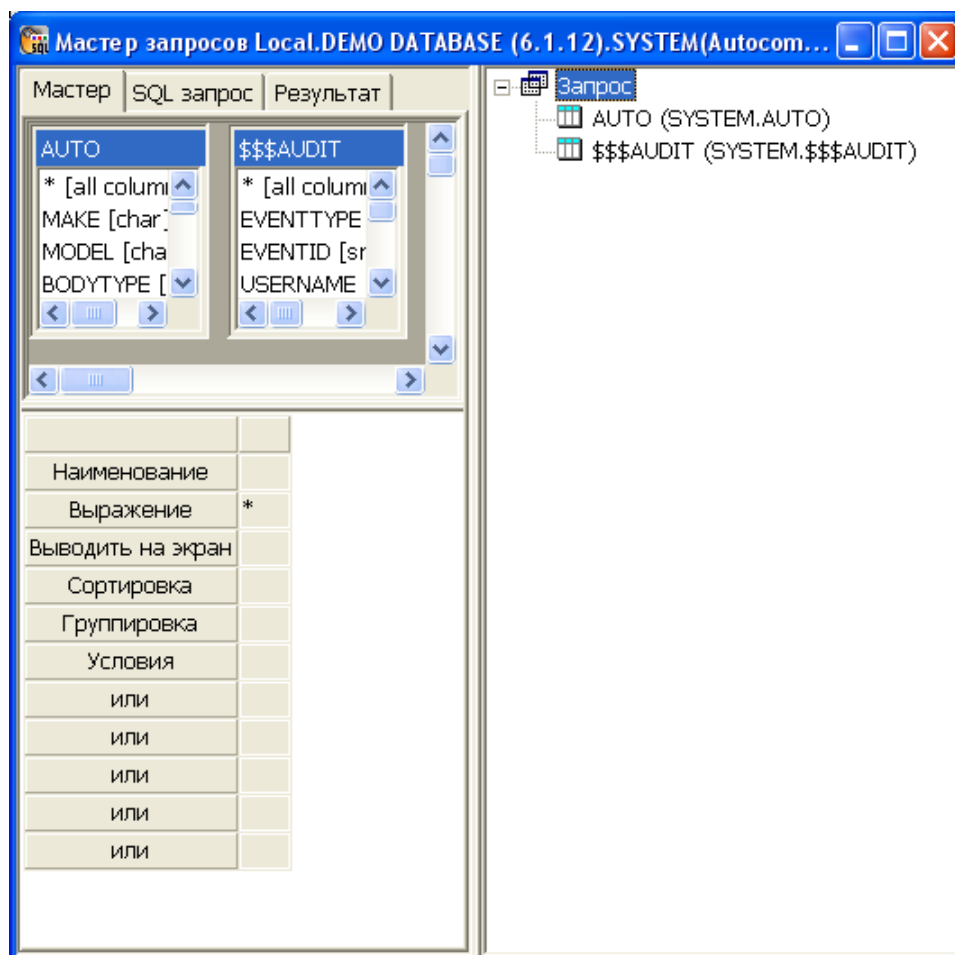 Мастер запросов Local.DEMO DATABASE (6.1.12).SYSTEM(Autocom...
Мастер
SQL запрос
Результат
AUTO
* [all colum
MAKE [char]
MODEL [cha
BODYTYPE [
$$$AUDIT
* [all colum
EVENTTYPE
EVENTID [sr
USERNAME
Наименование
Выражение *
Выводить на экран
Сортировка
Группировка
Условия
или
или
или
или
или
Запрос
AUTO (SYSTEM.AUTO)
$$$AUDIT (SYSTEM.$$$AUDIT)